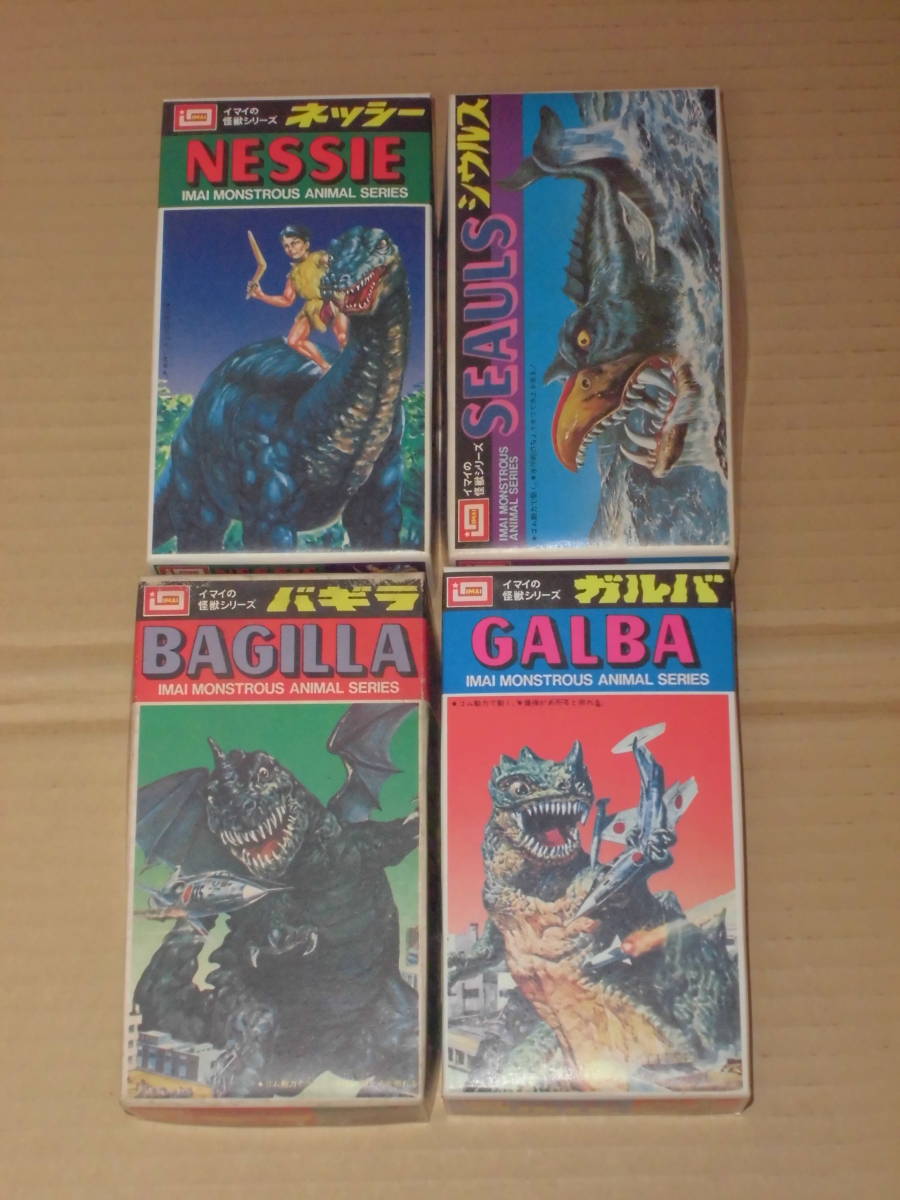 IMAI
イマイの
怪獣シリーズ
ネッシー
NESSIE
IMAI MONSTROUS ANIMAL SERIES
NESSIE
シウルス
SEAULS
IMAI
イマイの
怪獣シリーズ
IMAI MONSTROUS
ANIMAL SERIES
IMAI
イマイの
怪獣シリーズ
バギラ
BAGILLA
IMAI MONSTROUS ANIMAL SERIES
IMAI
イマイの
怪獣シリーズ
ガルバ
GALBA
IMAI MONSTROUS ANIMAL SERIES